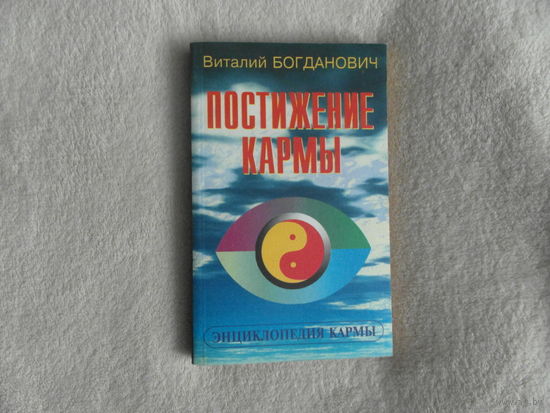 Виталий БОГДАНОВИЧ
ПОСТИЖЕНИЕ
КАРМЫ
ЭНЦИКЛОПЕДИЯ КАРМЫ